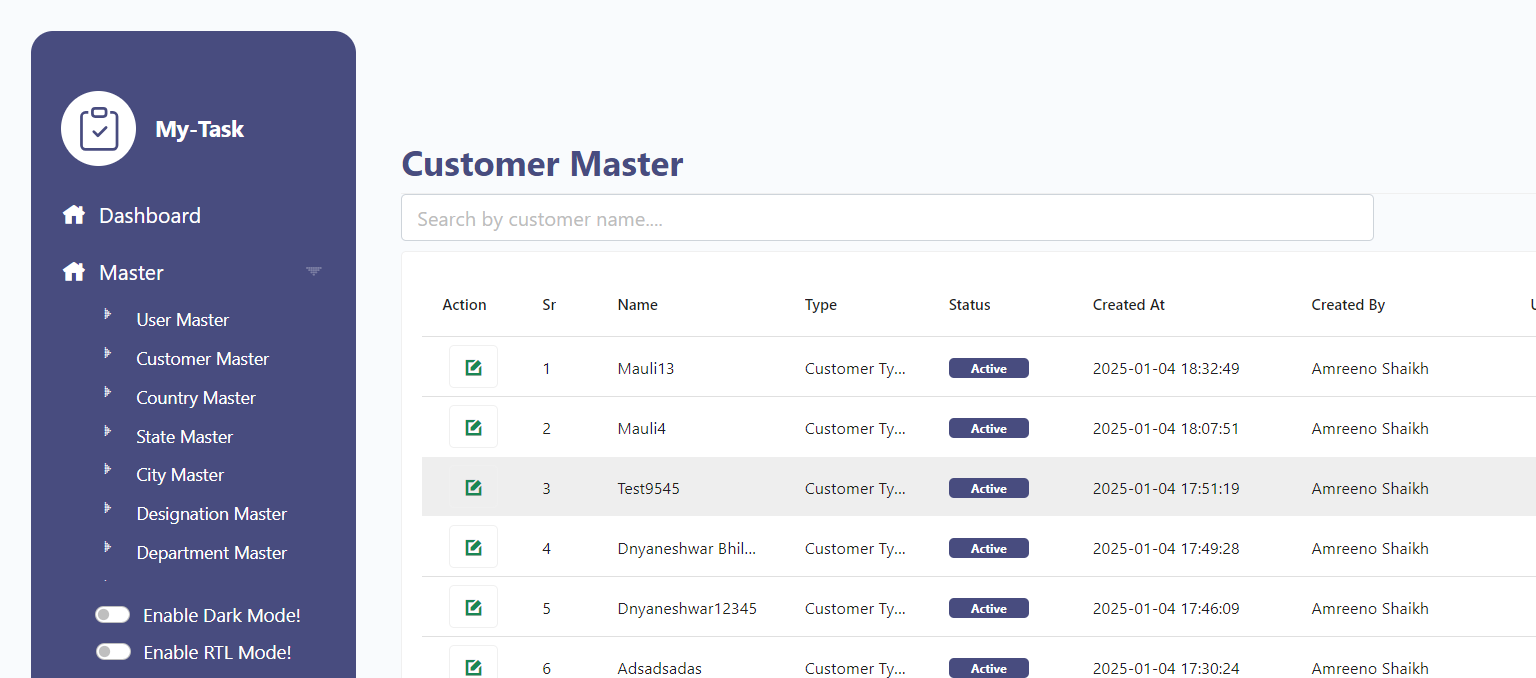 My-Task
Dashboard
Master
User Master
Customer Master
Country Master
State Master
City Master
Designation Master
Department Master
Enable Dark Mode!
Enable RTL Mode!
Customer Master
Search by customer name....
Action Sr Name Type Status Created At Created By
1 Mauli13 Customer Ty... Active 2025-01-04 18:32:49 Amreeno Shaikh
2 Mauli4 Customer Ty... Active 2025-01-04 18:07:51 Amreeno Shaikh
3 Test9545 Customer Ty... Active 2025-01-04 17:51:19 Amreeno Shaikh
4 Dnyaneshwar Bhil... Customer Ty... Active 2025-01-04 17:49:28 Amreeno Shaikh
5 Dnyaneshwar12345 Customer Ty... Active 2025-01-04 17:46:09 Amreeno Shaikh
6 Adsadsadas Customer Ty... Active 2025-01-04 17:30:24 Amreeno Shaikh